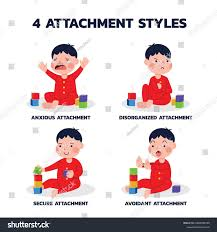 4 ATTACHMENT STYLES
ANXIOUS ATTACHMENT
DISORGANIZED ATTACHMENT
SECURE ATTACHMENT
AVOIDANT ATTACHMENT
shutterstock